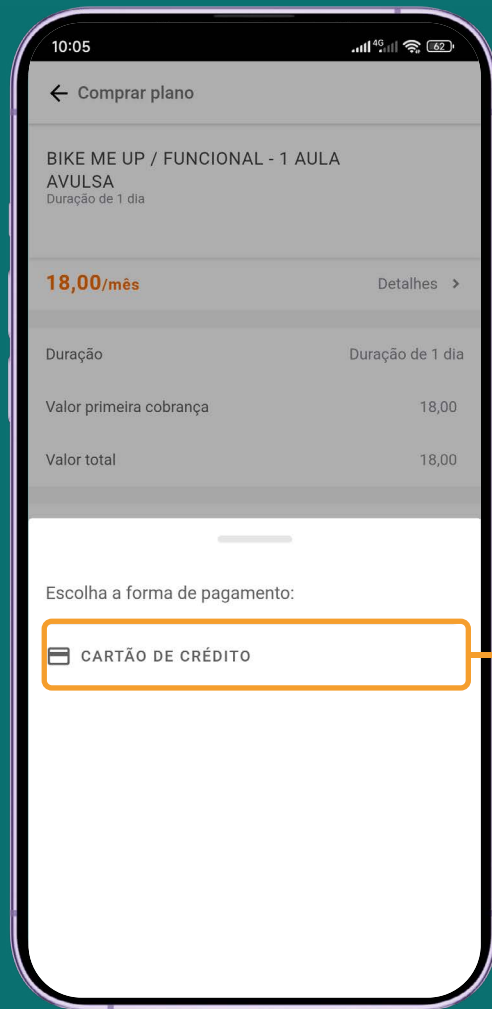 10:05
4G
62
Comprar plano
BIKE ME UP / FUNCIONAL - 1 AULA
AVULSA
Duração de 1 dia
18,00/mês Detalhes
Duração Duração de 1 dia
Valor primeira cobrança 18,00
Valor total 18,00
Escolha a forma de pagamento:
CARTÃO DE CRÉDITO